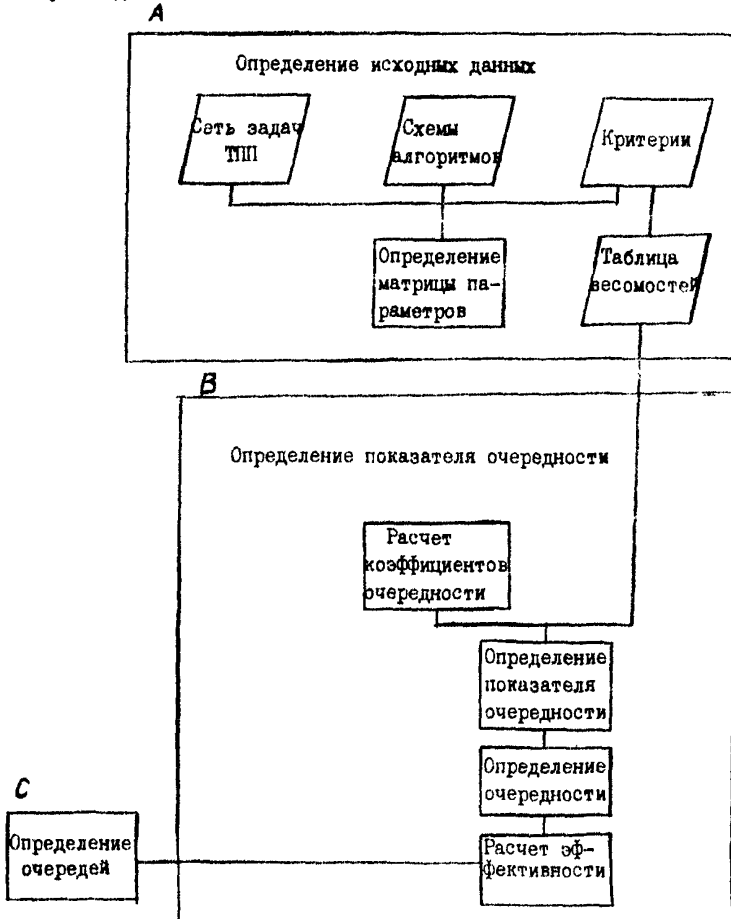 A
Определение исходных данных
Сеть задач
ТПП
Схемы
алгоритмов
Критерии
Определение
матрицы па-
раметров
Таблица
весомостей
B
Определение показателя очередности
Расчет
коэффициентов
очередности
Определение
показателя
очередности
Определение
очередности
C
Определение
очередей
Расчет эф-
фективности